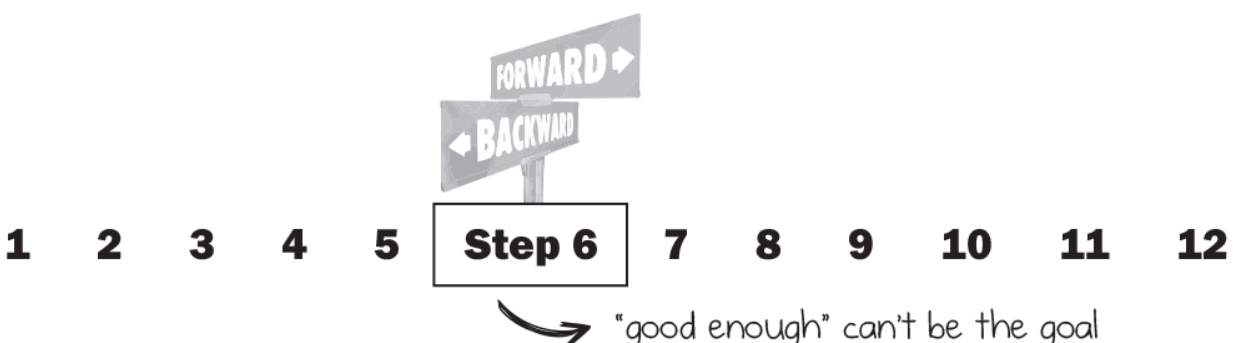 FORWARD
BACKWARD
1 2 3 4 5 Step 6 7 8 9 10 11 12
"good enough" can't be the goal